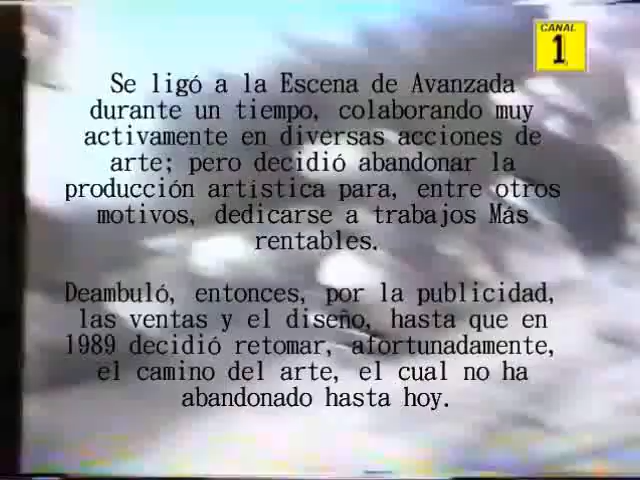 CANAL
1
Se ligó a la Escena de Avanzada
durante un tiempo, colaborando muy
activamente en diversas acciones de
arte; pero decidió abandonar la
producción artistica para, entre otros
motivos, dedicarse a trabajos Más
rentables.
Deambuló, entonces, por la publicidad,
las ventas y el diseño, hasta que en
1989 decidió retomar, afortunadamente,
el camino del arte, el cual no ha
abandonado hasta hoy.